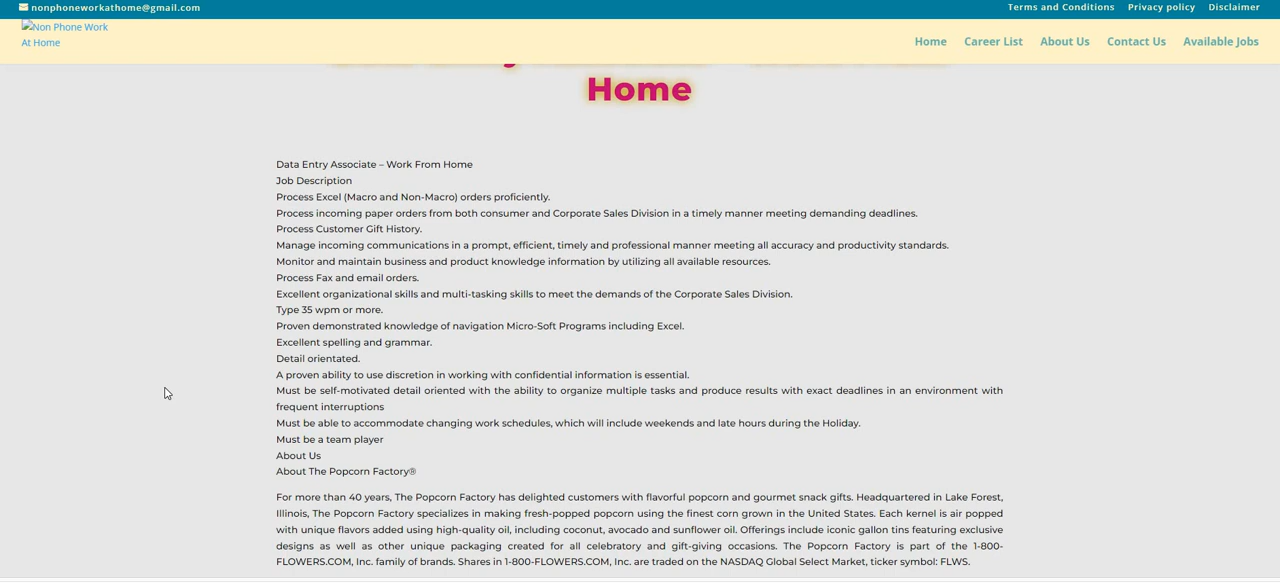 nonphoneworkathome@gmail.com
Terms and Conditions Privacy policy Disclaimer
Non Phone Work
At Home
Home Career List About Us Contact Us Available Jobs
Home
Data Entry Associate – Work From Home
Job Description
Process Excel (Macro and Non-Macro) orders proficiently.
Process incoming paper orders from both consumer and Corporate Sales Division in a timely manner meeting demanding deadlines.
Process Customer Gift History.
Manage incoming communications in a prompt, efficient, timely and professional manner meeting all accuracy and productivity standards.
Monitor and maintain business and product knowledge information by utilizing all available resources.
Process Fax and email orders.
Excellent organizational skills and multi-tasking skills to meet the demands of the Corporate Sales Division.
Type 35 wpm or more.
Proven demonstrated knowledge of navigation Micro-Soft Programs including Excel.
Excellent spelling and grammar.
Detail orientated.
A proven ability to use discretion in working with confidential information is essential.
Must be self-motivated detail oriented with the ability to organize multiple tasks and produce results with exact deadlines in an environment with
frequent interruptions
Must be able to accommodate changing work schedules, which will include weekends and late hours during the Holiday.
Must be a team player
About Us
About The Popcorn Factory®
For more than 40 years, The Popcorn Factory has delighted customers with flavorful popcorn and gourmet snack gifts. Headquartered in Lake Forest,
Illinois, The Popcorn Factory specializes in making fresh-popped popcorn using the finest corn grown in the United States. Each kernel is air popped
with unique flavors added using high-quality oil, including coconut, avocado and sunflower oil. Offerings include iconic gallon tins featuring exclusive
designs as well as other unique packaging created for all celebratory and gift-giving occasions. The Popcorn Factory is part of the 1-800-
FLOWERS.COM, Inc. family of brands. Shares in 1-800-FLOWERS.COM, Inc. are traded on the NASDAQ Global Select Market, ticker symbol: FLWS.